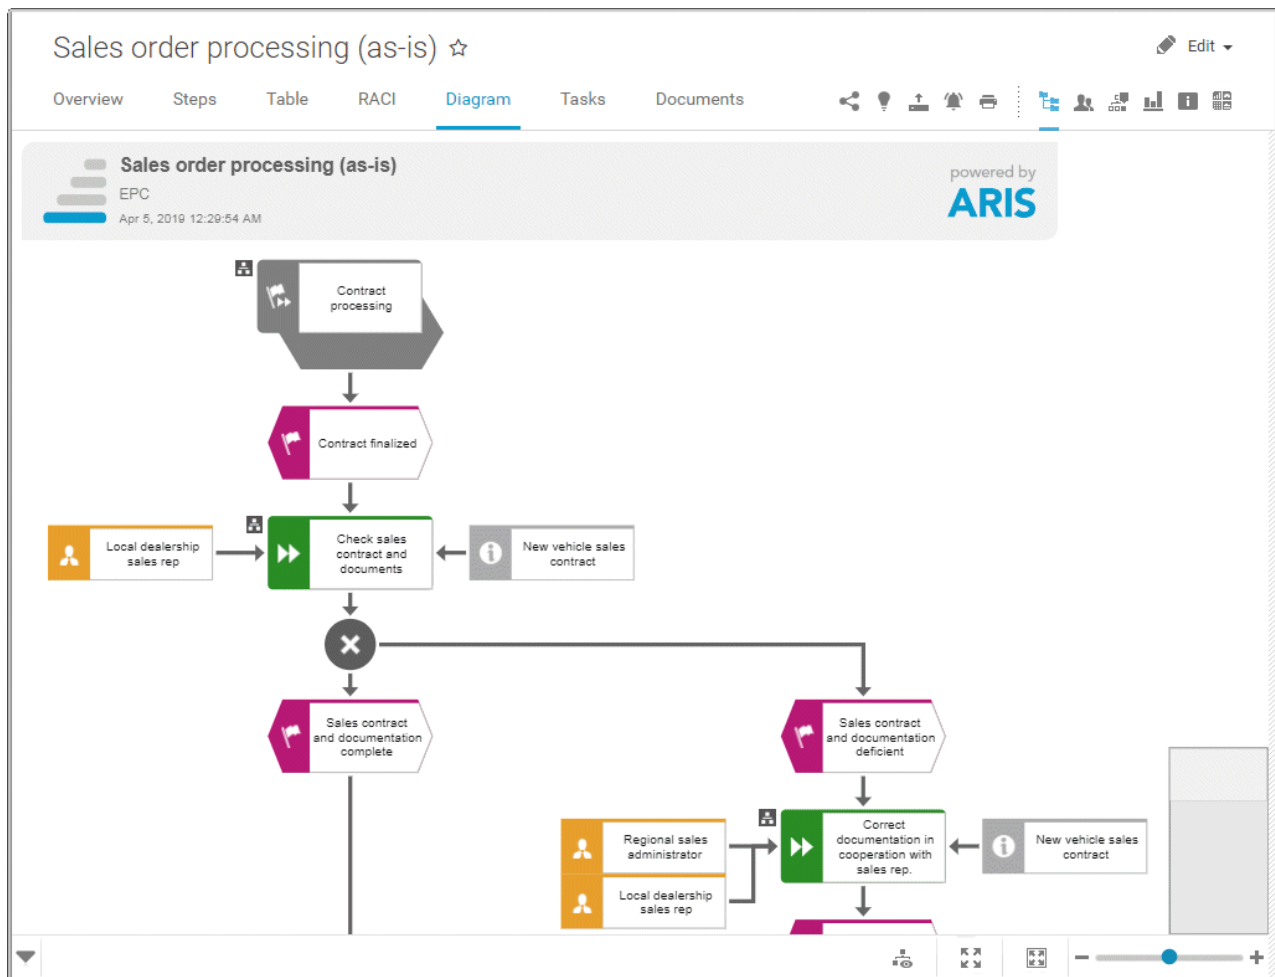 Sales order processing (as-is)
Edit
Overview
Steps
Table
RACI
Diagram
Tasks
Documents
Sales order processing (as-is)
EPC
Apr 5, 2019 12:29:54 AM
powered by
ARIS
Contract
processing
Contract finalized
Local dealership
sales rep
Check sales
contract and
documents
New vehicle sales
contract
Sales contract
and documentation
complete
Sales contract
and documentation
deficient
Regional sales
administrator
Local dealership
sales rep
Correct
documentation in
cooperation with
sales rep.
New vehicle sales
contract